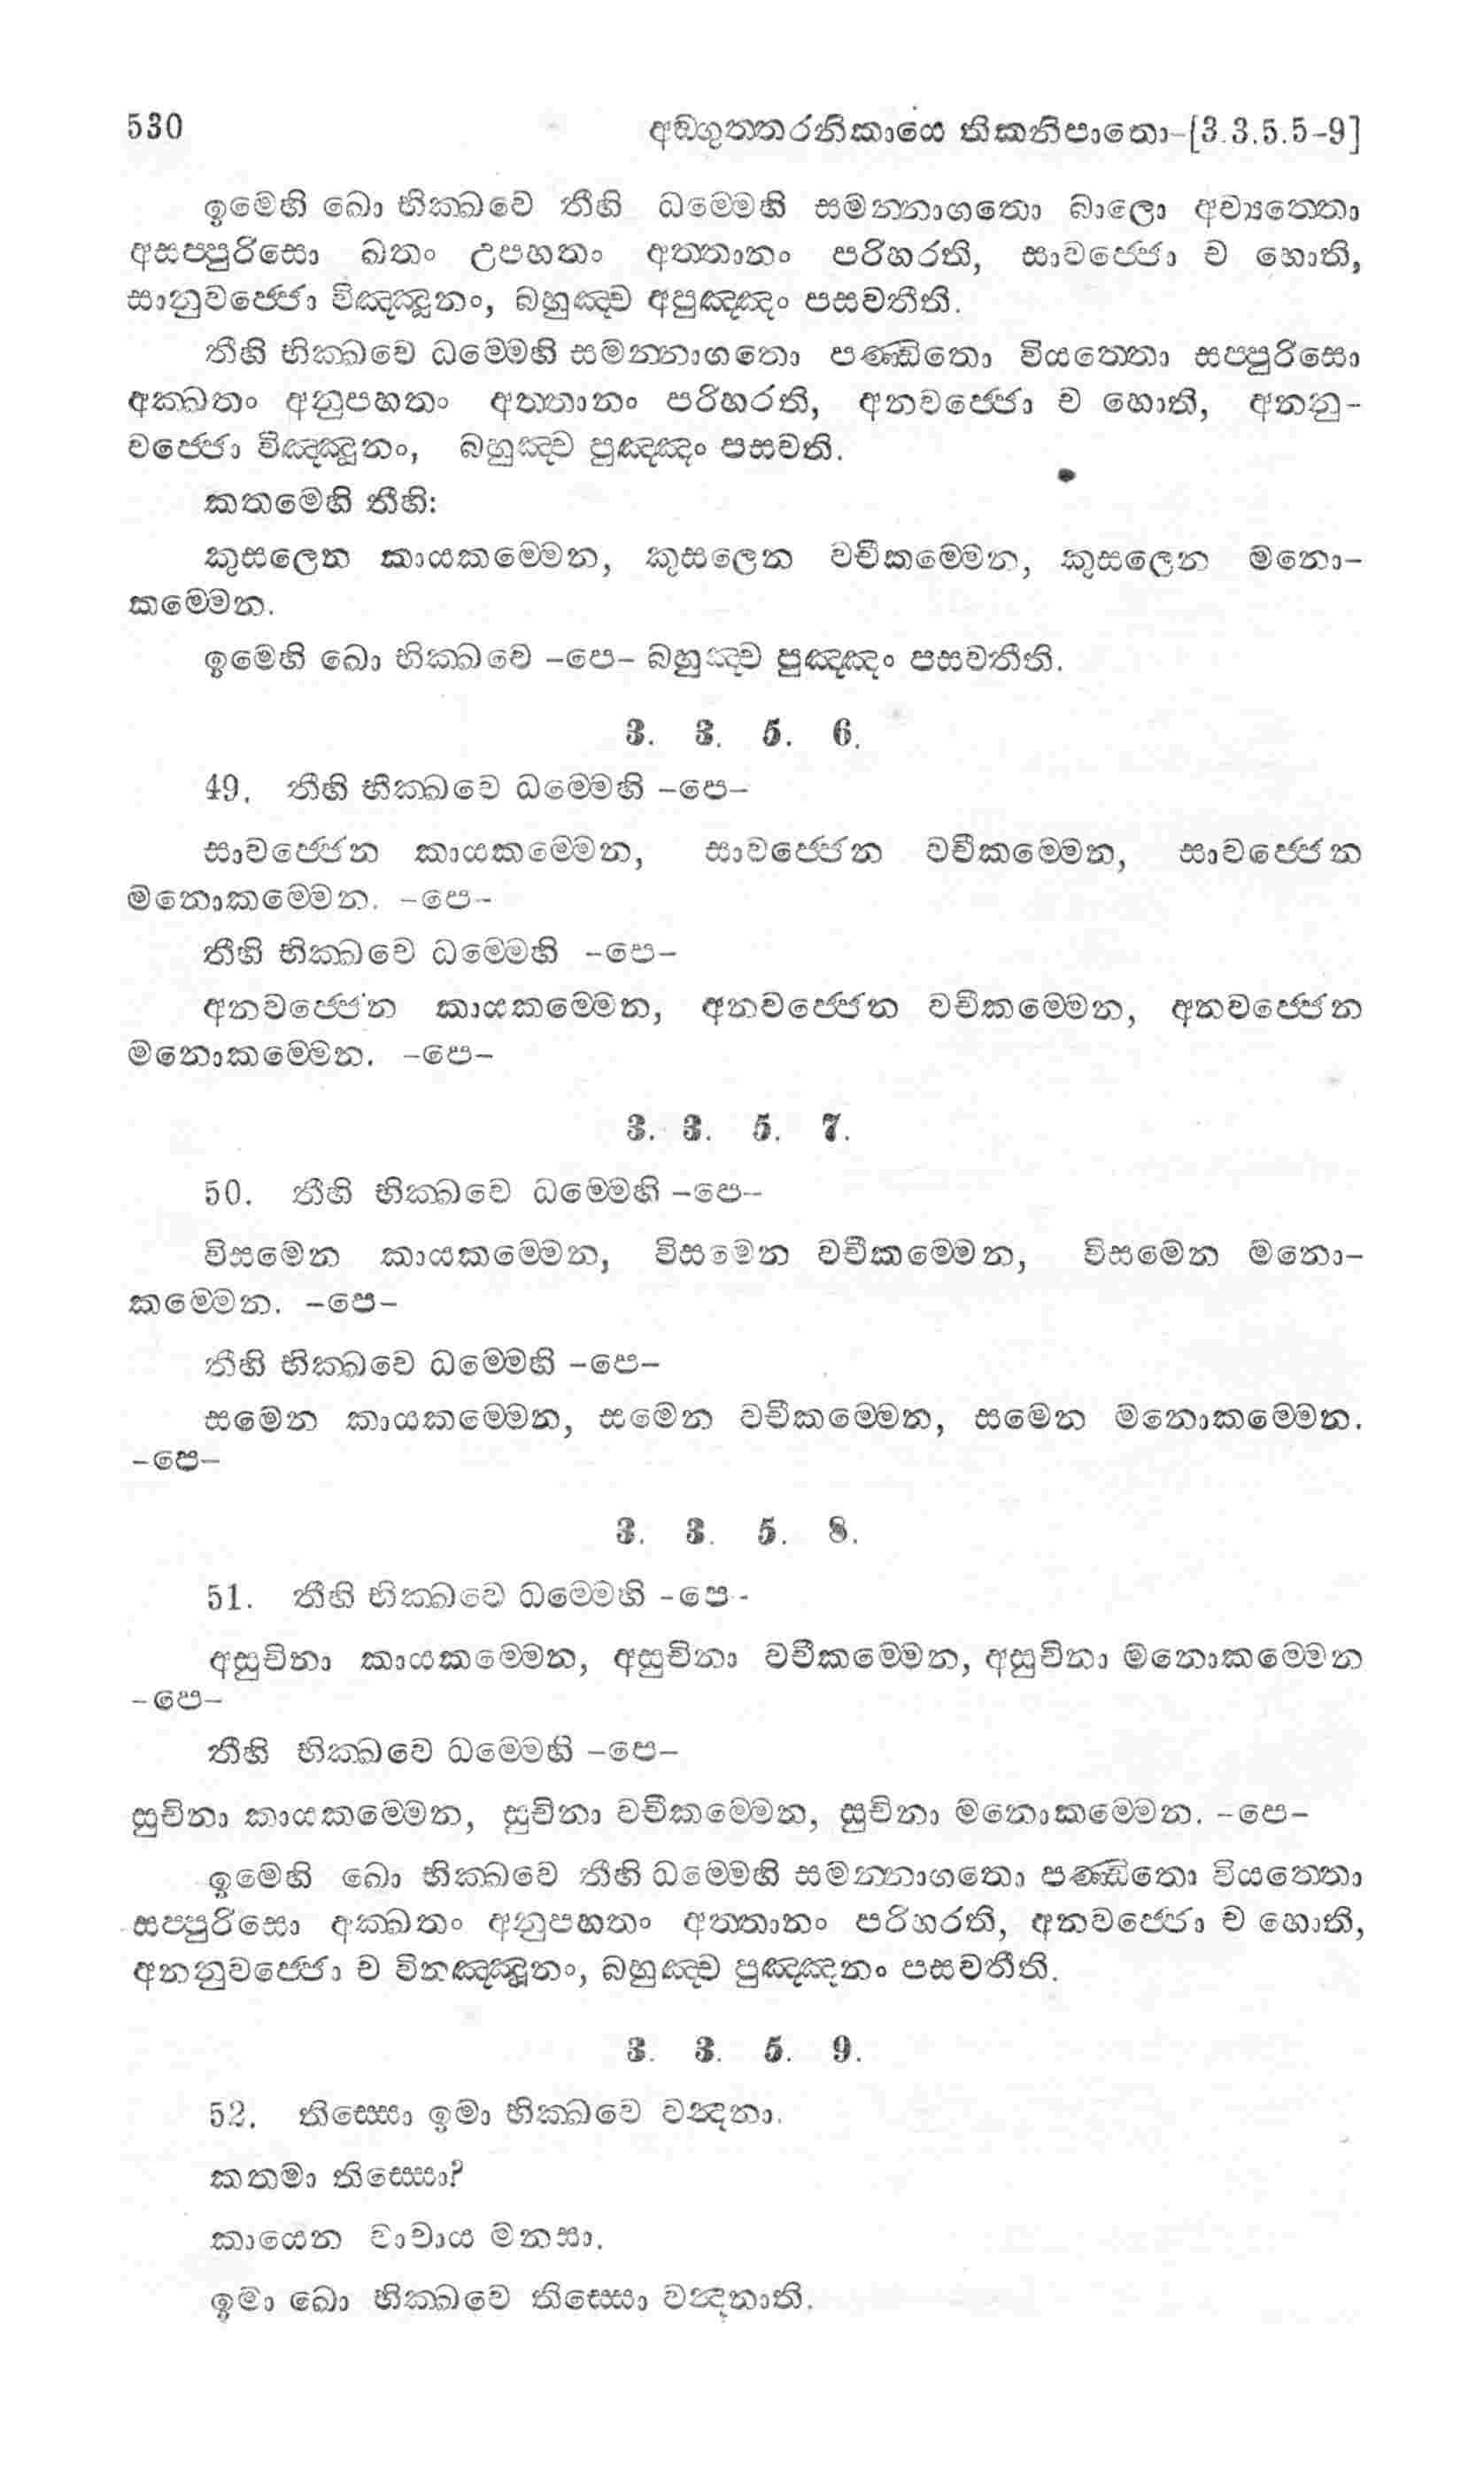 530 අඞ්ගුත්තරනිකායෙ තිකනිපාතො-[3.3.5.5-9]
ඉමෙහි ඛො භික්ඛවෙ තීහි ධම්මෙහි සමන්නාගතො බාලො අව්‍යත්තො
අසප්පුරිසො ඛතං උපහතං අත්තානං පරිහරති, සාවජ්ජො ච හොති,
සානුවජ්ජො විඤ්ඤූනං, බහුඤ්ච අපුඤ්ඤං පසවතීති.
තීහි භික්ඛවෙ ධම්මෙහි සමන්නාගතො පණ්ඩිතො වියත්තො සප්පුරිසො
අක්ඛතං අනුපහතං අත්තානං පරිහරති, අනවජ්ජො ච හොති, අනනු-
වජ්ජො විඤ්ඤූනං, බහුඤ්ච පුඤ්ඤං පසවති.
කතමෙහි තීහි:
කුසලෙන කායකම්මෙන, කුසලෙන වචීකම්මෙන, කුසලෙන මනො-
කම්මෙන.
ඉමෙහි ඛො භික්ඛවෙ -පෙ- බහුඤ්ච පුඤ්ඤං පසවතීති.
3. 3. 5. 6.
49. තීහි භික්ඛවෙ ධම්මෙහි -පෙ-
සාවජ්ජෙන කායකම්මෙන, සාවජ්ජෙන වචීකම්මෙන, සාවජ්ජෙන
මනොකම්මෙන. -පෙ-
තීහි භික්ඛවෙ ධම්මෙහි -පෙ-
අනවජ්ජෙන කායකම්මෙන, අනවජ්ජෙන වචීකම්මෙන, අනවජ්ජෙන
මනොකම්මෙන. -පෙ-
3. 3. 5. 7.
50. තීහි භික්ඛවෙ ධම්මෙහි -පෙ-
විසමෙන කායකම්මෙන, විසමෙන වචීකම්මෙන, විසමෙන මනො-
කම්මෙන. -පෙ-
තීහි භික්ඛවෙ ධම්මෙහි -පෙ-
සමෙන කායකම්මෙන, සමෙන වචීකම්මෙන, සමෙන මනොකම්මෙන.
-පෙ-
3. 3. 5. 8.
51. තීහි භික්ඛවෙ ධම්මෙහි -පෙ-
අසුචිනා කායකම්මෙන, අසුචිනා වචීකම්මෙන, අසුචිනා මනොකම්මෙන
-පෙ-
තීහි භික්ඛවෙ ධම්මෙහි -පෙ-
සුචිනා කායකම්මෙන, සුචිනා වචීකම්මෙන, සුචිනා මනොකම්මෙන. -පෙ-
ඉමෙහි ඛො භික්ඛවෙ තීහි ධම්මෙහි සමන්නාගතො පණ්ඩිතො වියත්තො
සප්පුරිසො අක්ඛතං අනුපහතං අත්තානං පරිහරති, අනවජ්ජො ච හොති,
අනනුවජ්ජො ච විනඤ්ඤූනං, බහුඤ්ච පුඤ්ඤනං පසවතීති.
3. 3. 5. 9.
52. තිස්සො ඉමා භික්ඛවෙ වඤ්නා.
කතමා තිස්සො?
කායෙන වාචාය මනසා.
ඉමා ඛො භික්ඛවෙ තිස්සො වඤ්නාති.